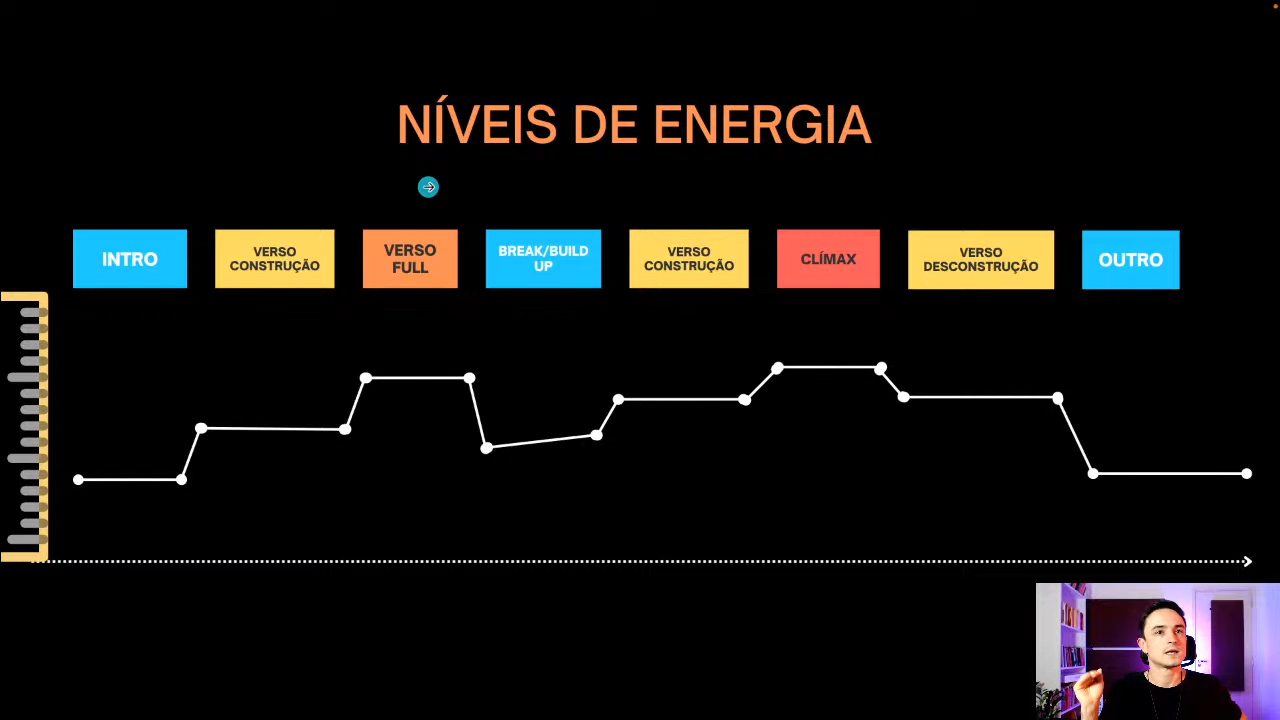 NÍVEIS DE ENERGIA
INTRO
VERSO
CONSTRUÇÃO
VERSO
FULL
BREAK/BUILD
UP
VERSO
CONSTRUÇÃO
CLÍMAX
VERSO
DESCONSTRUÇÃO
OUTRO